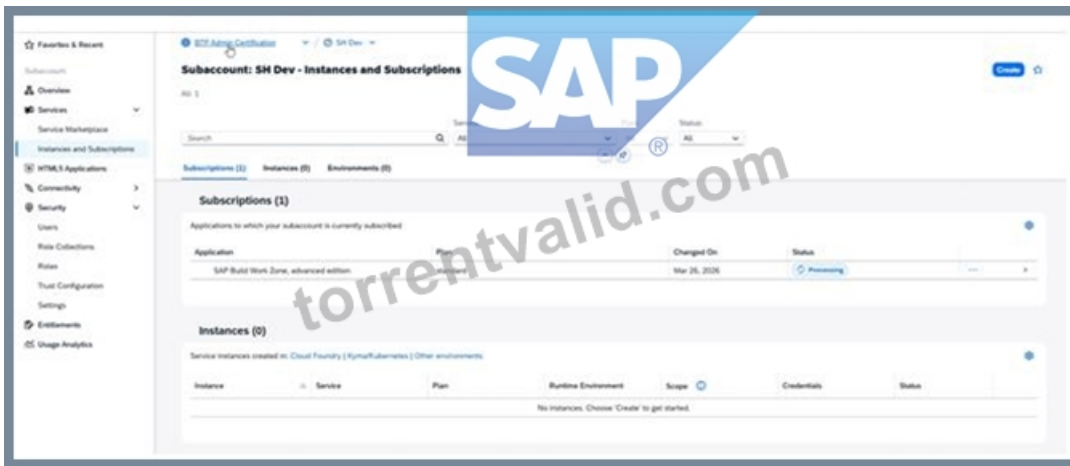 Favorites & Recent
BTP Admin Certification / SH Dev
Subaccount
Subaccount: SH Dev - Instances and Subscriptions
Create
Overview
All: 1
Services
Service Marketplace
Status:
Search
All
All
Instances and Subscriptions
HTML5 Applications
Subscriptions (1) Instances (0) Environments (0)
Connectivity
Security
Subscriptions (1)
Users
Applications to which your subaccount is currently subscribed
Role Collections
Application Plan Changed On Status
Roles
SAP Build Work Zone, advanced edition standard Mar 26, 2026 Processing
Trust Configuration
Settings
Entitlements
Instances (0)
Usage Analytics
Service instances created in: Cloud Foundry | Kyma/Kubernetes | Other environments
Instance Service Plan Runtime Environment Scope Credentials Status
No instances. Choose 'Create' to get started.
SAP ®
torrentvalid.com